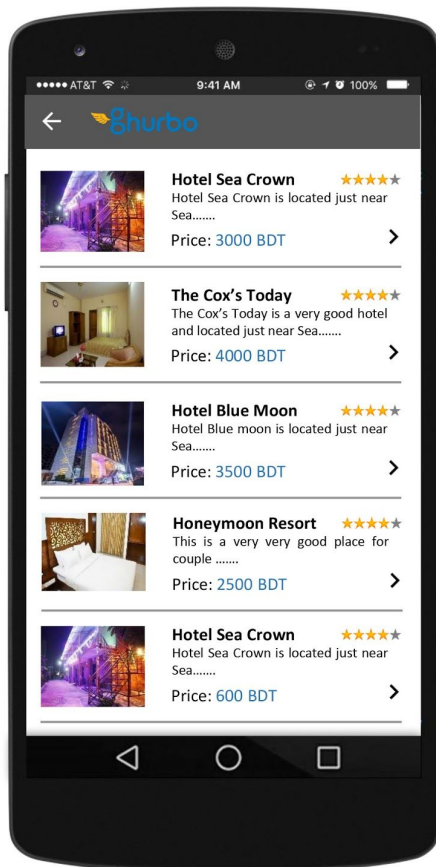 AT&T 9:41 AM 100%
ghurbo
Hotel Sea Crown
Hotel Sea Crown is located just near
Sea.......
Price: 3000 BDT
The Cox’s Today
The Cox’s Today is a very good hotel
and located just near Sea.......
Price: 4000 BDT
Hotel Blue Moon
Hotel Blue moon is located just near
Sea.......
Price: 3500 BDT
Honeymoon Resort
This is a very very good place for
couple .......
Price: 2500 BDT
Hotel Sea Crown
Hotel Sea Crown is located just near
Sea.......
Price: 600 BDT